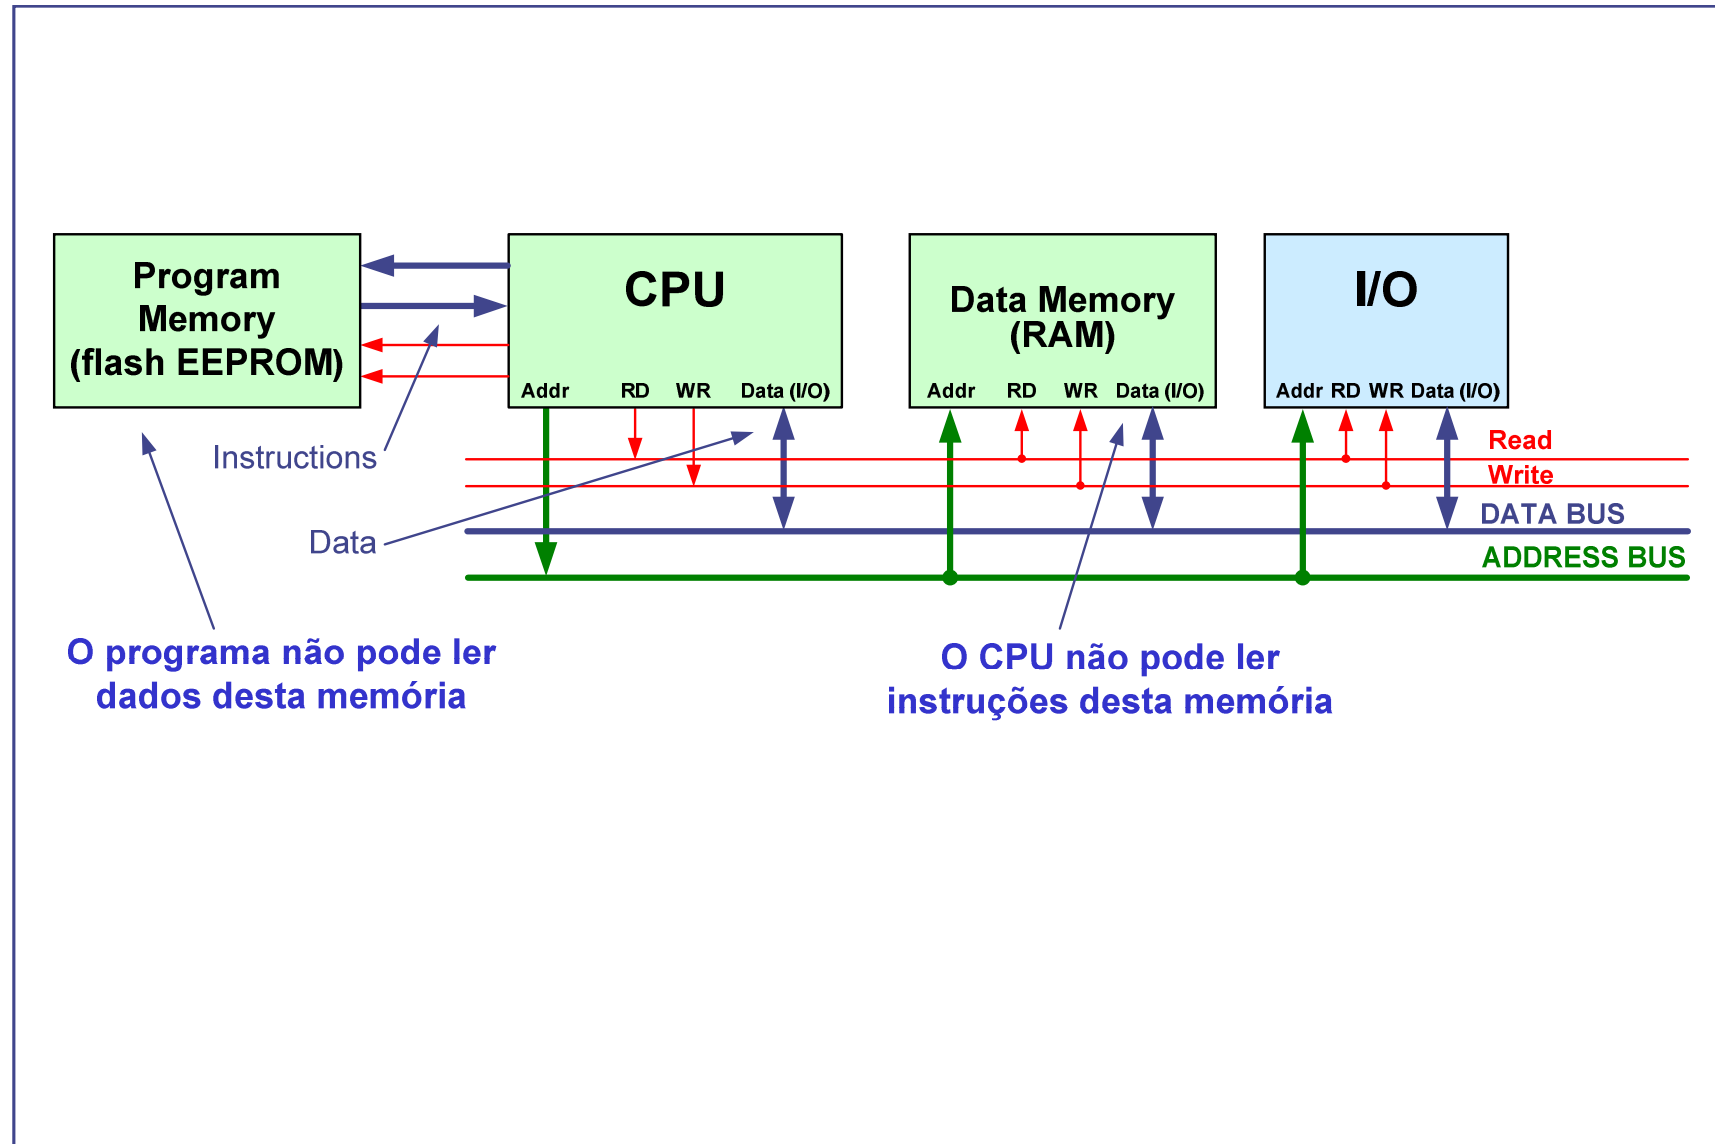 Program
Memory
(flash EEPROM)
CPU
Addr RD WR Data (I/O)
Data Memory
(RAM)
Addr RD WR Data (I/O)
I/O
Addr RD WR Data (I/O)
Instructions
Data
Read
Write
DATA BUS
ADDRESS BUS
O programa não pode ler
dados desta memória
O CPU não pode ler
instruções desta memória